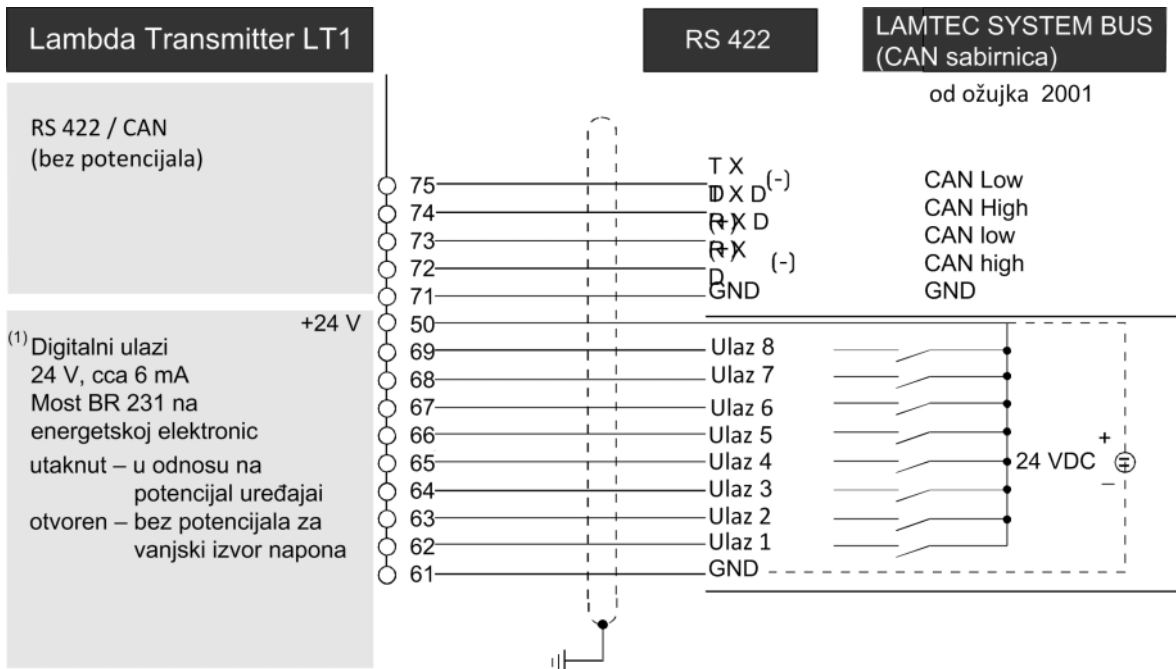 Lambda Transmitter LT1
RS 422
LAMTEC SYSTEM BUS
(CAN sabirnica)
od ožujka 2001
RS 422 / CAN
(bez potencijala)
75 T X D (-) CAN Low
74 T X D (+) CAN High
73 R X D (+) CAN low
72 R X D (-) CAN high
71 GND GND
+24 V 50
(1) Digitalni ulazi
24 V, cca 6 mA
Most BR 231 na
energetskoj elektronic
utaknut – u odnosu na
potencijal uređajai
otvoren – bez potencijala za
vanjski izvor napona
69 Ulaz 8
68 Ulaz 7
67 Ulaz 6
66 Ulaz 5
65 Ulaz 4
64 Ulaz 3
63 Ulaz 2
62 Ulaz 1
61 GND
24 VDC
+
–